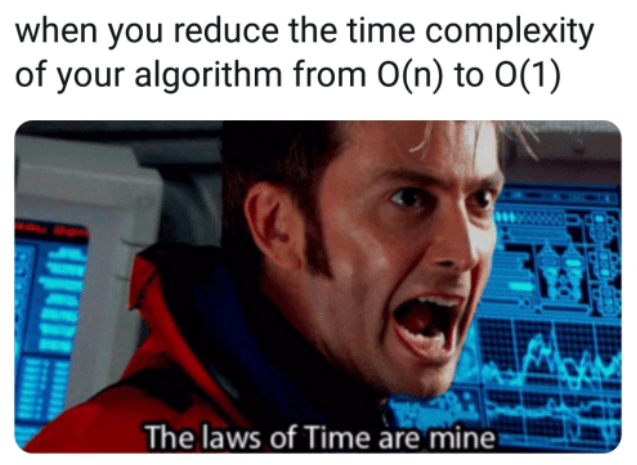 when you reduce the time complexity
of your algorithm from O(n) to O(1)
The laws of Time are mine